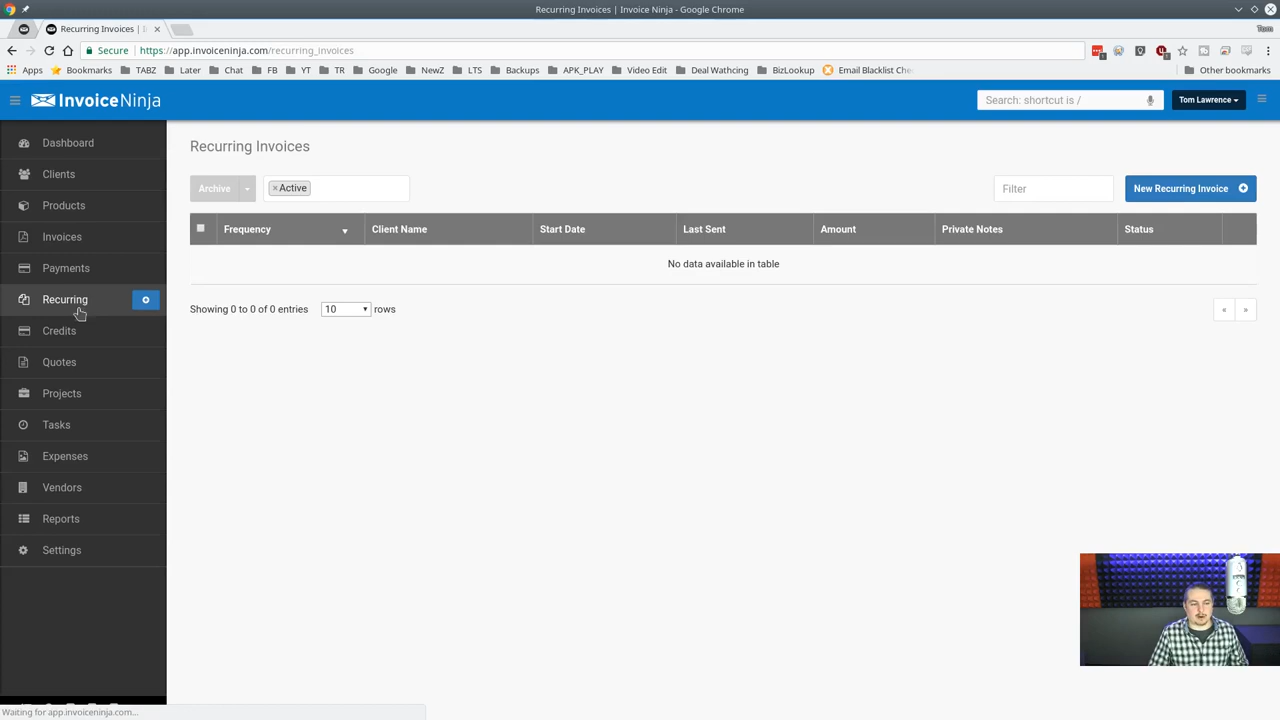 Recurring Invoices | Invoice Ninja - Google Chrome
Recurring Invoices | I
Tom
Secure
https://app.invoiceninja.com/recurring_invoices
Apps
Bookmarks
TABZ
Later
Chat
FB
YT
TR
Google
NewZ
LTS
Backups
APK_PLAY
Video Edit
Deal Wathcing
BizLookup
Email Blacklist Che
Other bookmarks
InvoiceNinja
Search: shortcut is /
Tom Lawrence
Dashboard
Clients
Products
Invoices
Payments
Recurring
Credits
Quotes
Projects
Tasks
Expenses
Vendors
Reports
Settings
Recurring Invoices
Archive
× Active
Filter
New Recurring Invoice
Frequency
Client Name
Start Date
Last Sent
Amount
Private Notes
Status
No data available in table
Showing 0 to 0 of 0 entries
10
rows
«
»
Waiting for app.invoiceninja.com...